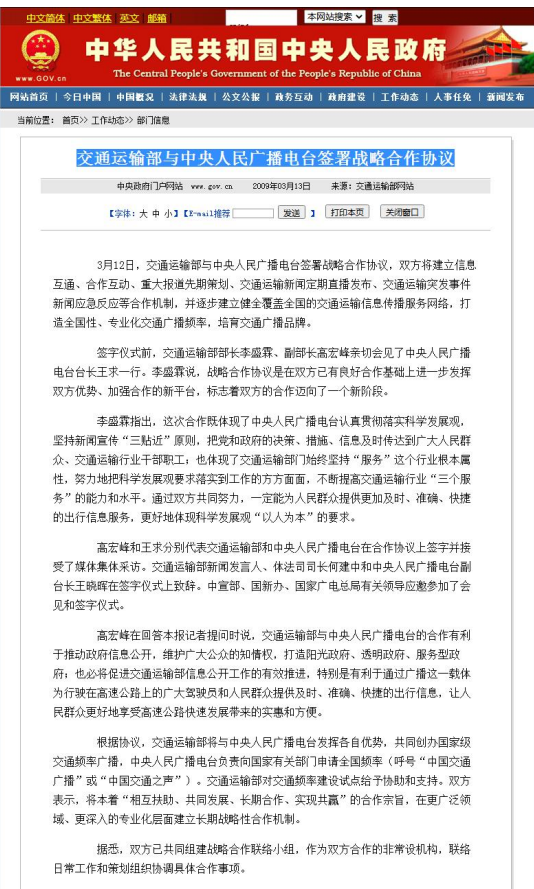 中文简体 中文繁体 英文 邮箱
本网站搜索 搜 索
中华人民共和国中央人民政府
The Central People's Government of the People's Republic of China
www.GOV.cn
网站首页 | 今日中国 | 中国概况 | 法律法规 | 公文公报 | 政务互动 | 政府建设 | 工作动态 | 人事任免 | 新闻发布
当前位置： 首页>> 工作动态>> 部门信息
交通运输部与中央人民广播电台签署战略合作协议
中央政府门户网站 www.gov.cn 2009年03月13日 来源：交通运输部网站
【字体：大 中 小】【E-mail推荐 发送 】 打印本页 关闭窗口
3月12日，交通运输部与中央人民广播电台签署战略合作协议，双方将建立信息
互通、合作互动、重大报道先期策划、交通运输新闻定期直播发布、交通运输突发事件
新闻应急反应等合作机制，并逐步建立健全覆盖全国的交通运输信息传播服务网络，打
造全国性、专业化交通广播频率，培育交通广播品牌。
签字仪式前，交通运输部部长李盛霖、副部长高宏峰亲切会见了中央人民广播电
台台长王求一行。李盛霖说，战略合作协议是在双方已有良好合作基础上进一步发挥
双方优势、加强合作的新平台，标志着双方的合作迈向了一个新阶段。
李盛霖指出，这次合作既体现了中央人民广播电台认真贯彻落实科学发展观，
坚持新闻宣传“三贴近”原则，把党和政府的决策、措施、信息及时传达到广大人民群
众、交通运输行业干部职工；也体现了交通运输部门始终坚持“服务”这个行业根本属
性，努力地把科学发展观要求落实到工作的方方面面，不断提高交通运输行业“三个服
务”的能力和水平。通过双方共同努力，一定能为人民群众提供更加及时、准确、快捷
的出行信息服务，更好地体现科学发展观“以人为本”的要求。
高宏峰和王求分别代表交通运输部和中央人民广播电台在合作协议上签字并接
受了媒体集体采访。交通运输部新闻发言人、体法司司长何建中和中央人民广播电台副
台长王晓晖在签字仪式上致辞。中宣部、国新办、国家广电总局有关领导应邀参加了会
见和签字仪式。
高宏峰在回答本报记者提问时说，交通运输部与中央人民广播电台的合作有利
于推动政府信息公开，维护广大公众的知情权，打造阳光政府、透明政府、服务型政
府；也必将促进交通运输部信息公开工作的有效推进，特别是有利于通过广播这一载体
为行驶在高速公路上的广大驾驶员和人民群众提供及时、准确、快捷的出行信息，让人
民群众更好地享受高速公路快速发展带来的实惠和方便。
根据协议，交通运输部将与中央人民广播电台发挥各自优势，共同创办国家级
交通频率广播，中央人民广播电台负责向国家有关部门申请全国频率（呼号“中国交通
广播”或“中国交通之声”）。交通运输部对交通频率建设试点给予协助和支持。双方
表示，将本着“相互扶助、共同发展、长期合作、实现共赢”的合作宗旨，在更广泛领
域、更深入的专业化层面建立长期战略性合作机制。
据悉，双方已共同组建战略合作联络小组，作为双方合作的非常设机构，联络
日常工作和策划组织协调具体合作事项。